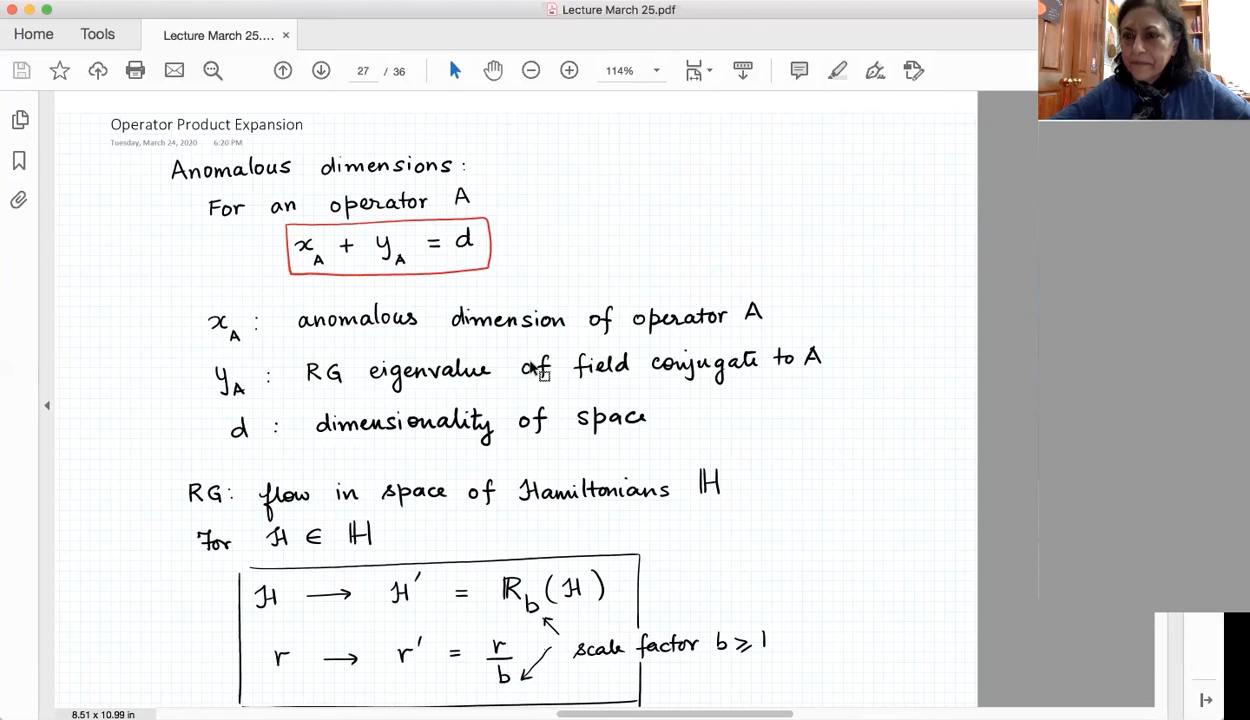 Lecture March 25.pdf
Home Tools Lecture March 25.... ×
27 / 36 114%
Operator Product Expansion
Tuesday, March 24, 2020 6:20 PM
Anomalous dimensions:
For an operator A
x_A + y_A = d
x_A : anomalous dimension of operator A
y_A : RG eigenvalue of field conjugate to A
d : dimensionality of space
RG: flow in space of Hamiltonians ℍ
For ℋ ∈ ℍ
ℋ → ℋ' = ℝ_b (ℋ)
r → r' = r/b scale factor b ⩾ 1
8.51 x 10.99 in